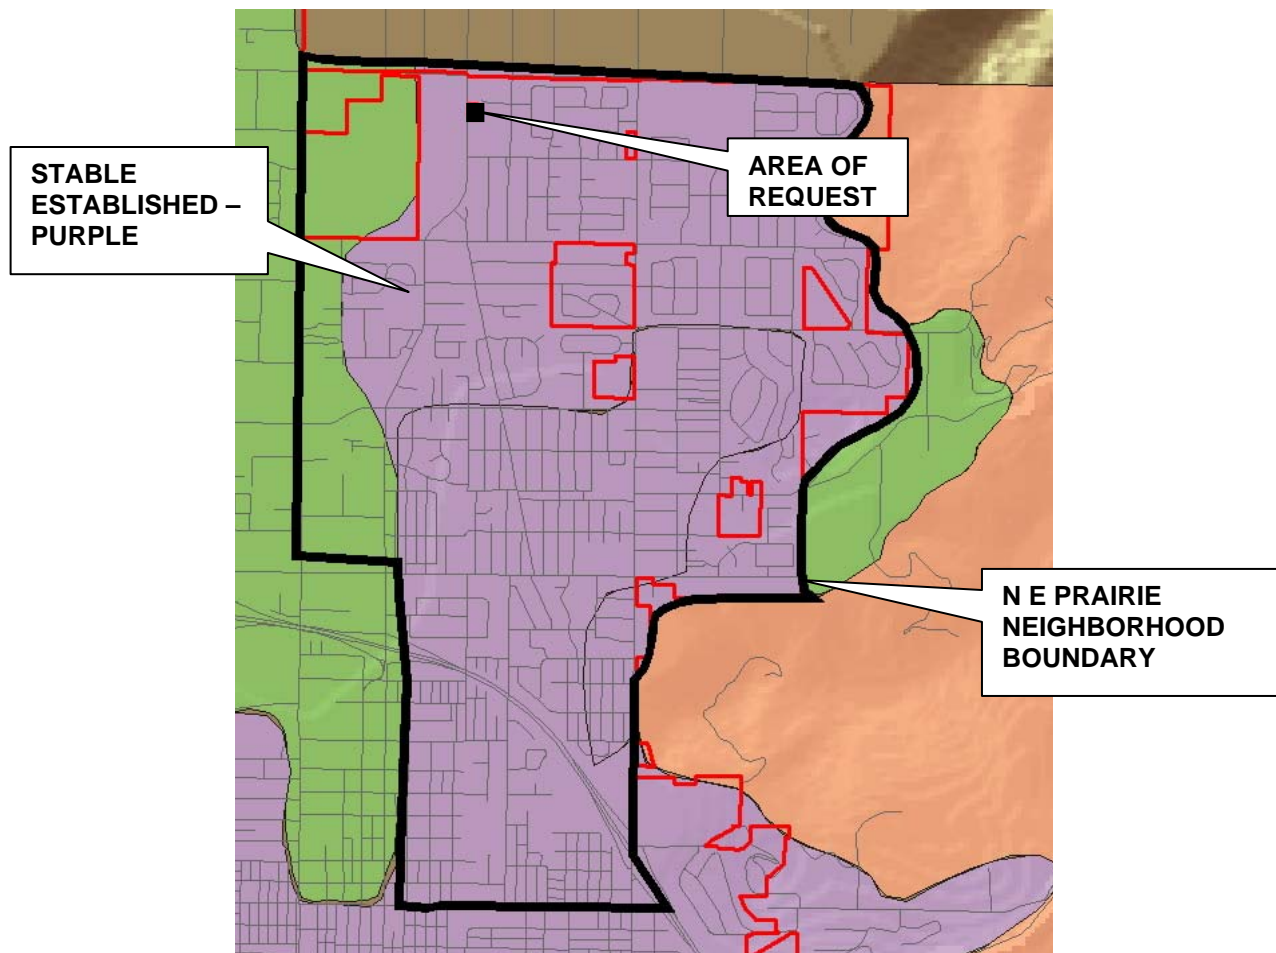 STABLE
ESTABLISHED –
PURPLE
AREA OF
REQUEST
N E PRAIRIE
NEIGHBORHOOD
BOUNDARY